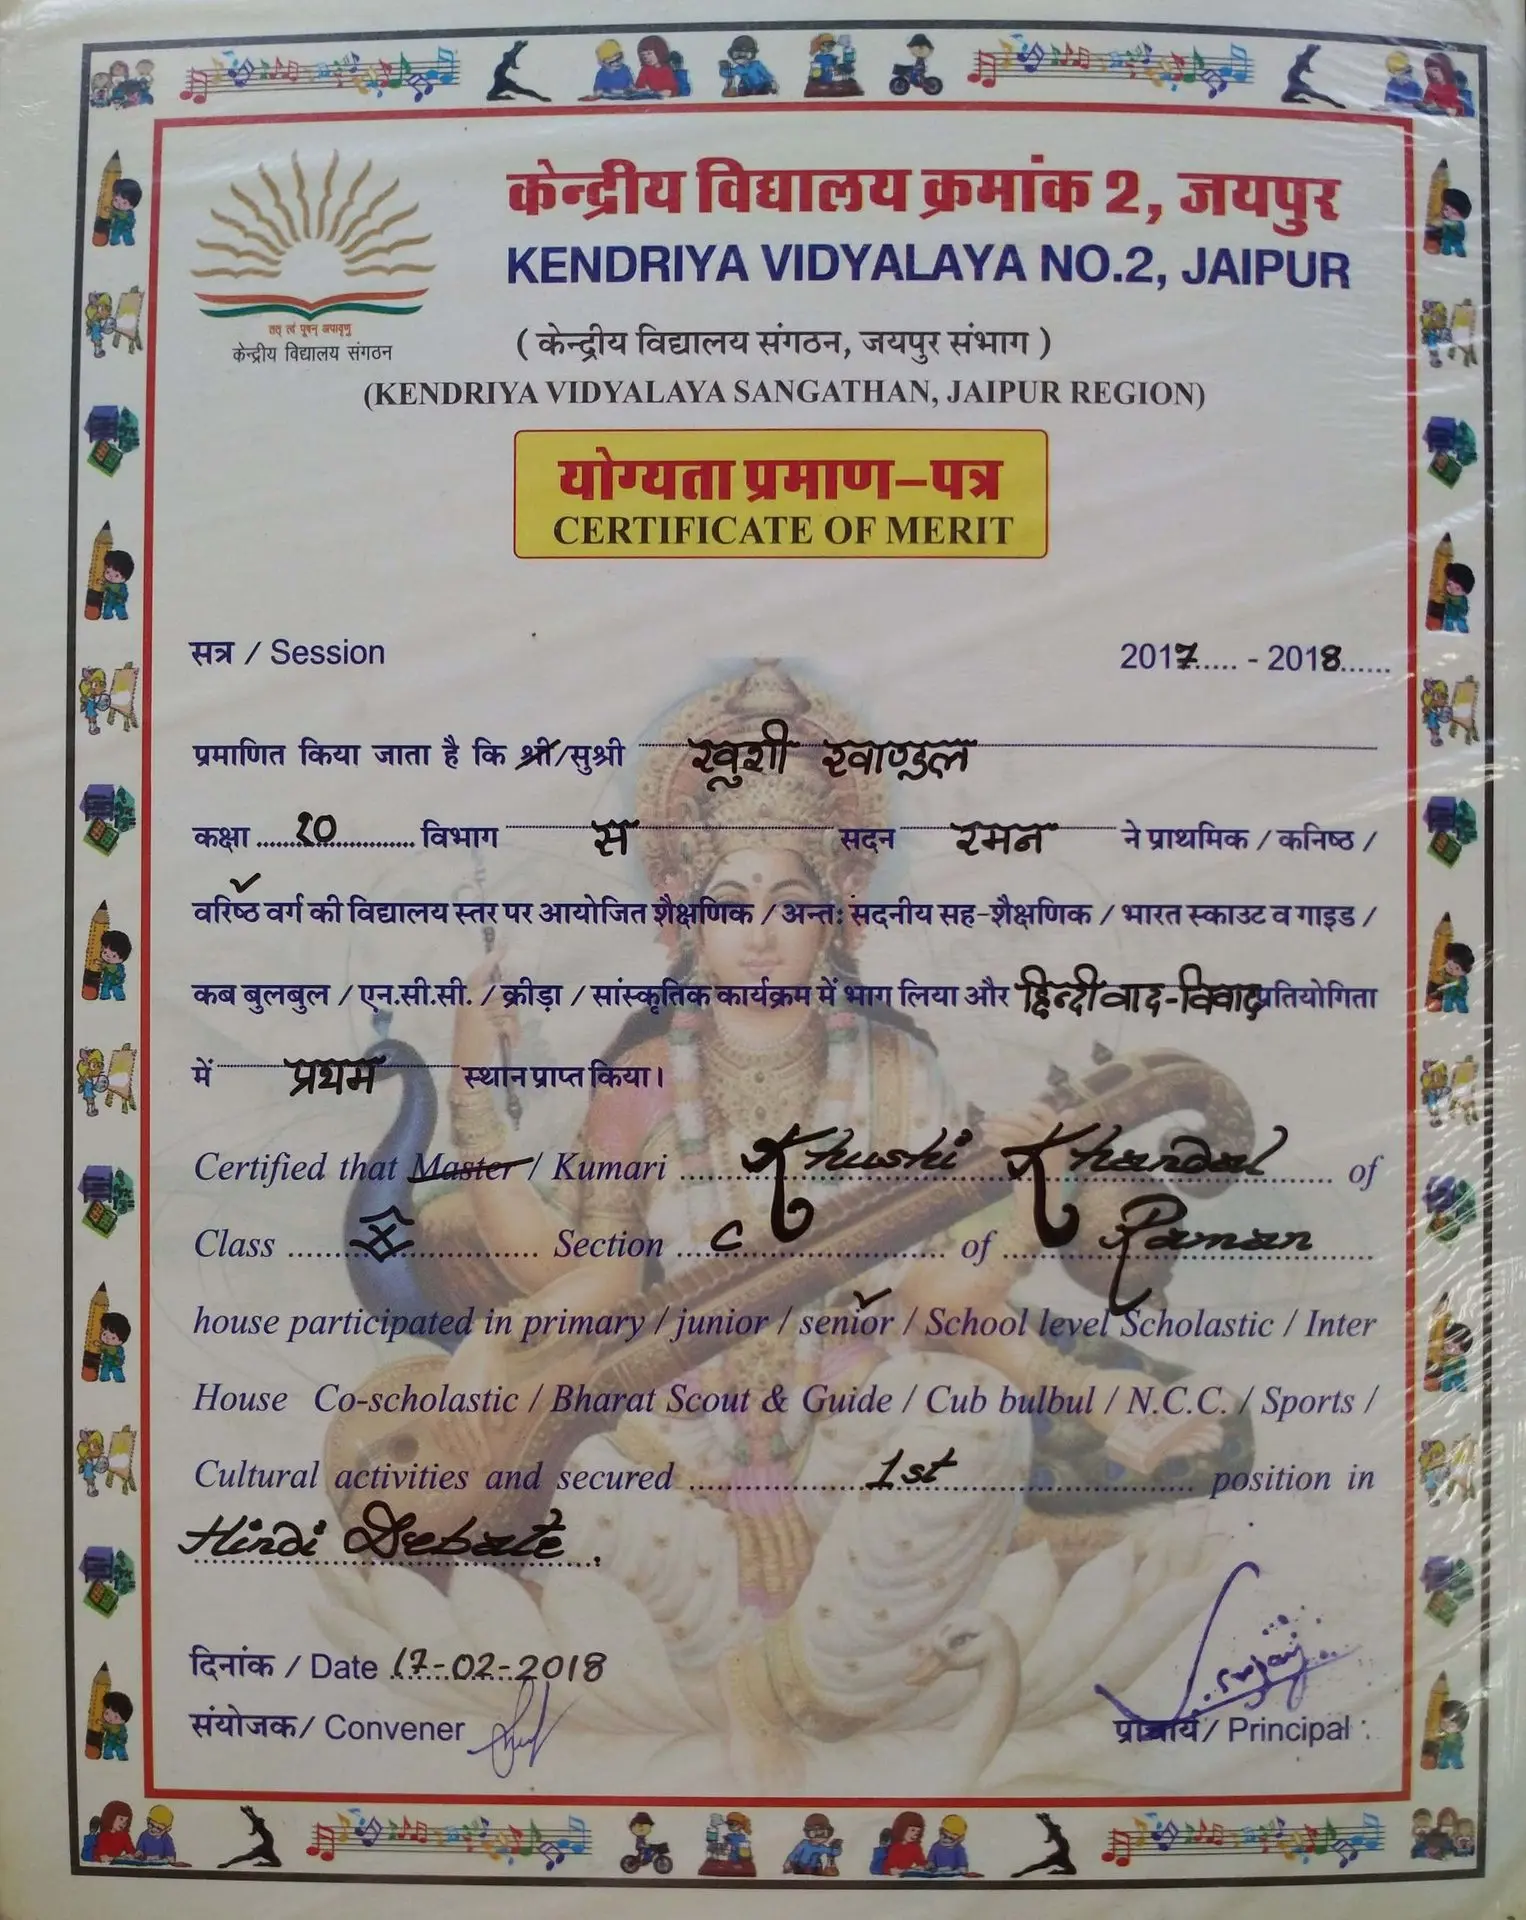 केन्द्रीय विद्यालय क्रमांक 2, जयपुर
KENDRIYA VIDYALAYA NO.2, JAIPUR
तत् त्वं पूषन् अपावृणु
केन्द्रीय विद्यालय संगठन
( केन्द्रीय विद्यालय संगठन, जयपुर संभाग )
(KENDRIYA VIDYALAYA SANGATHAN, JAIPUR REGION)
योग्यता प्रमाण–पत्र
CERTIFICATE OF MERIT
सत्र / Session 2017..... - 2018......
प्रमाणित किया जाता है कि श्री/सुश्री खुशी खाण्डल
कक्षा 10 विभाग स सदन रमन ने प्राथमिक / कनिष्ठ /
वरिष्ठ वर्ग की विद्यालय स्तर पर आयोजित शैक्षणिक / अन्तः सदनीय सह-शैक्षणिक / भारत स्काउट व गाइड /
कब बुलबुल / एन.सी.सी. / क्रीड़ा / सांस्कृतिक कार्यक्रम में भाग लिया और हिन्दी वाद-विवाद प्रतियोगिता
में प्रथम स्थान प्राप्त किया।
Certified that Master / Kumari Khushi Khandal of
Class X Section C of Raman
house participated in primary / junior / senior / School level Scholastic / Inter
House Co-scholastic / Bharat Scout & Guide / Cub bulbul / N.C.C. / Sports /
Cultural activities and secured 1st position in
Hindi Debate.
दिनांक / Date 17-02-2018
संयोजक/ Convener
प्राचार्य/ Principal :